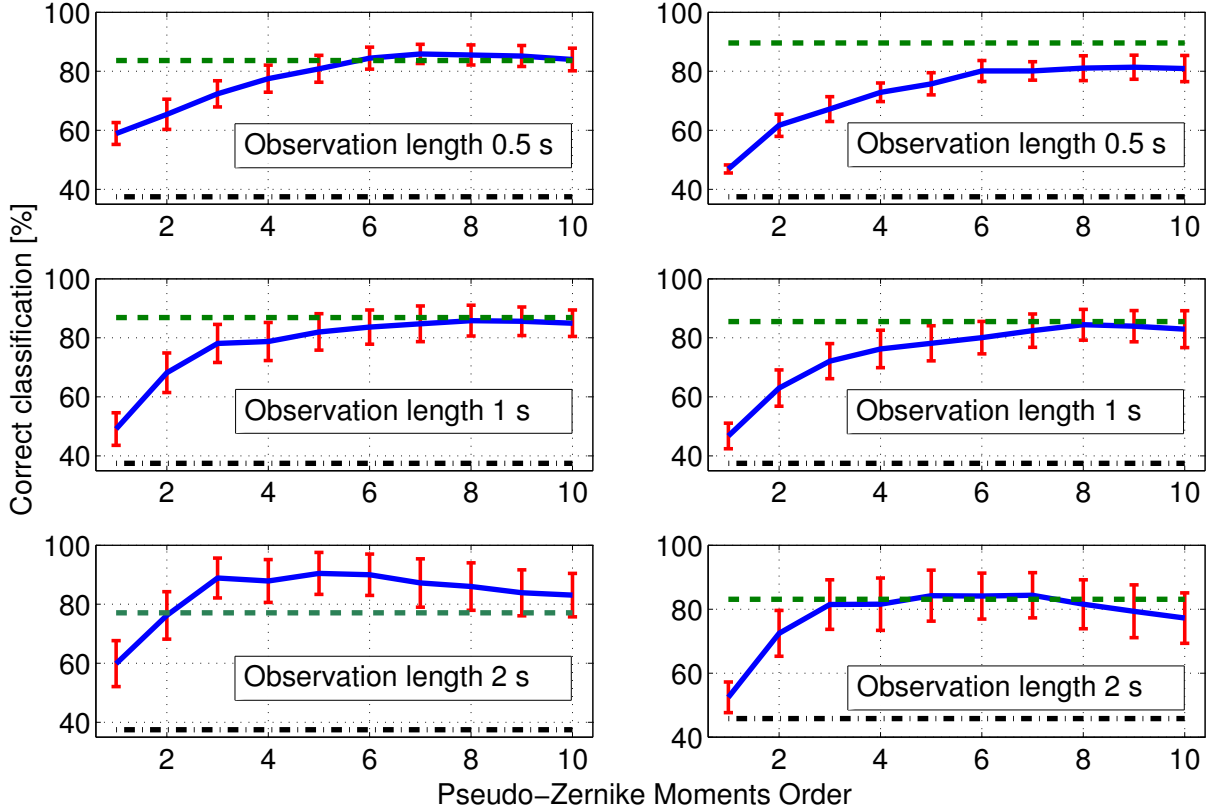 Correct classification [%]
100
80
60
40
Observation length 0.5 s
2 4 6 8 10
100
80
60
40
Observation length 0.5 s
2 4 6 8 10
100
80
60
40
Observation length 1 s
2 4 6 8 10
100
80
60
40
Observation length 1 s
2 4 6 8 10
100
80
60
40
Observation length 2 s
2 4 6 8 10
100
80
60
40
Observation length 2 s
2 4 6 8 10
Pseudo−Zernike Moments Order